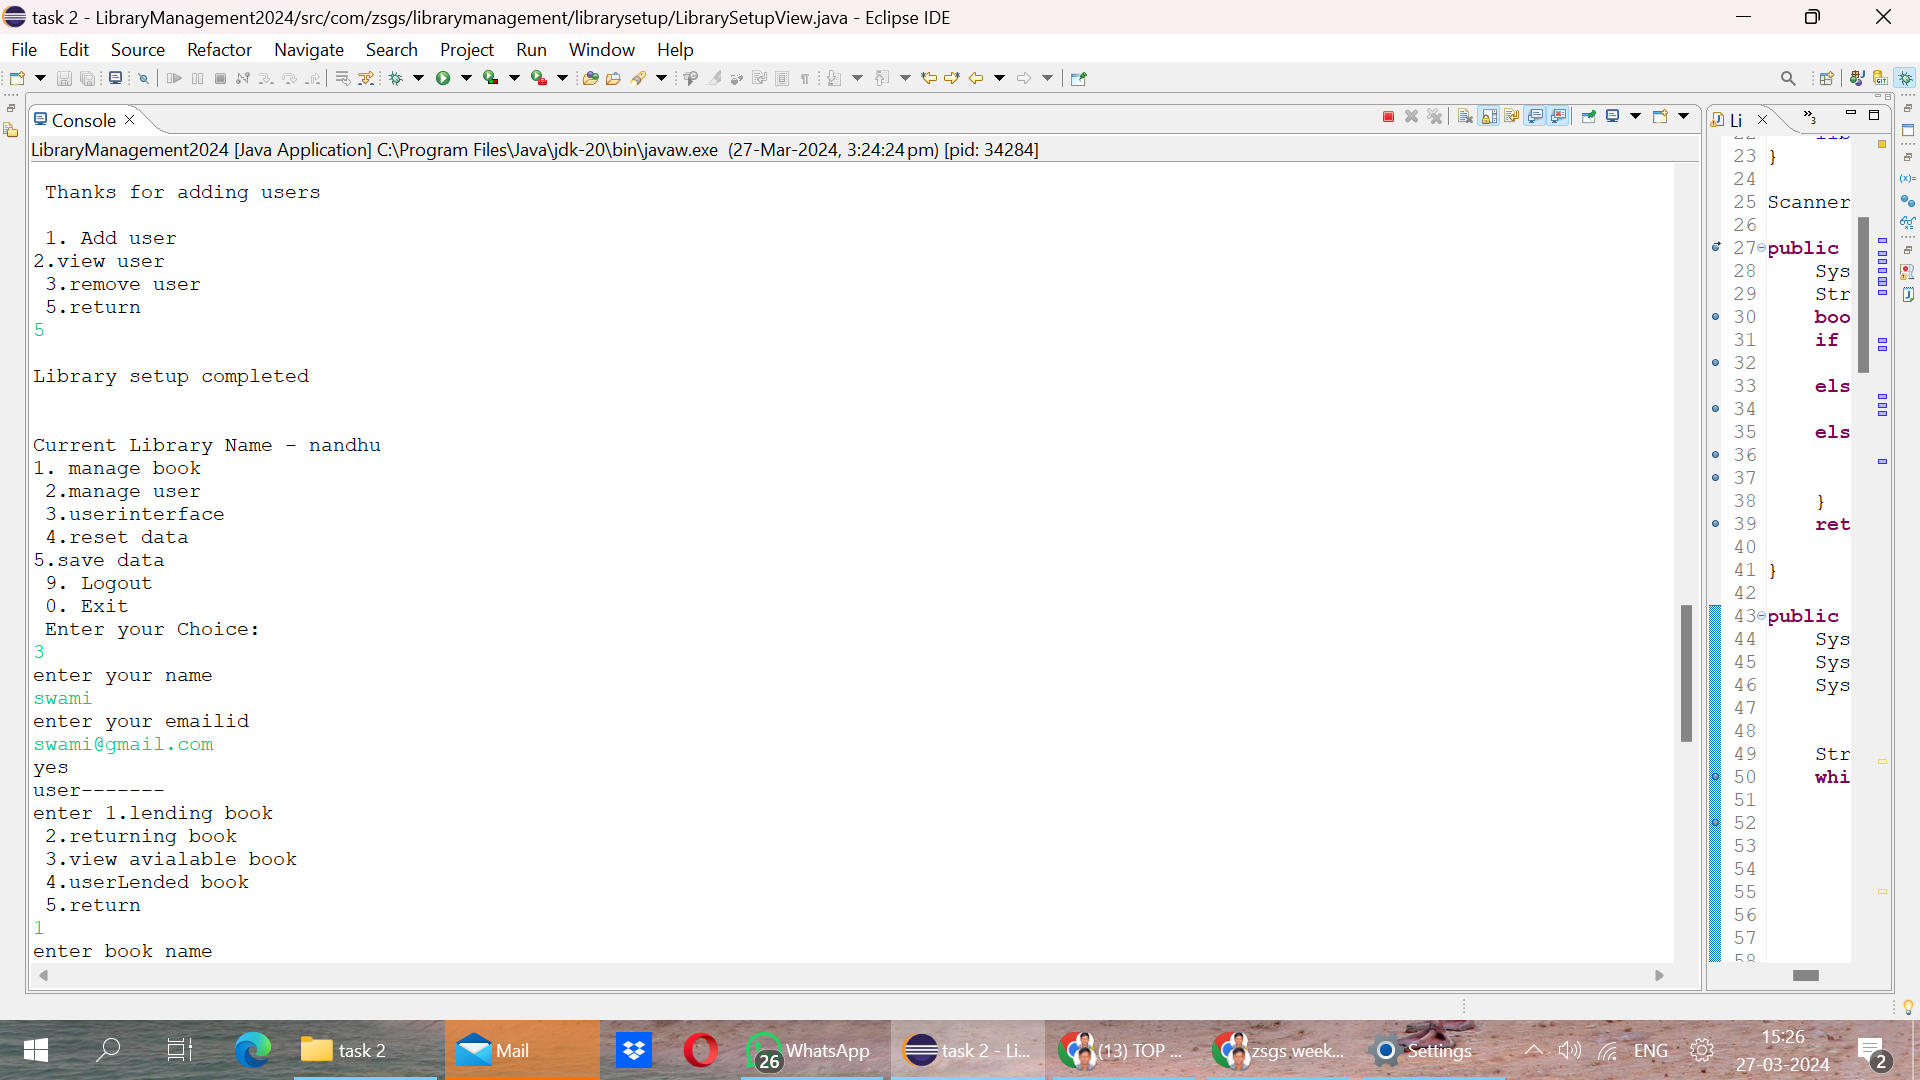 task 2 - LibraryManagement2024/src/com/zsgs/librarymanagement/librarysetup/LibrarySetupView.java - Eclipse IDE
File Edit Source Refactor Navigate Search Project Run Window Help
Console
LibraryManagement2024 [Java Application] C:\Program Files\Java\jdk-20\bin\javaw.exe (27-Mar-2024, 3:24:24 pm) [pid: 34284]
Thanks for adding users
1. Add user
2.view user
3.remove user
5.return
5
Library setup completed
Current Library Name - nandhu
1. manage book
2.manage user
3.userinterface
4.reset data
5.save data
9. Logout
0. Exit
Enter your Choice:
3
enter your name
swami
enter your emailid
swami@gmail.com
yes
user-------
enter 1.lending book
2.returning book
3.view avialable book
4.userLended book
5.return
1
enter book name
Li
3
23 }
24
25 Scanner
26
27 public
28 Sys
29 Str
30 boo
31 if
32
33 els
34
35 els
36
37
38 }
39 ret
40
41 }
42
43 public
44 Sys
45 Sys
46 Sys
47
48
49 Str
50 whi
51
52
53
54
55
56
57
58
task 2
Mail
26
WhatsApp
task 2 - Li...
(13) TOP ...
zsgs week...
Settings
ENG
15:26
27-03-2024
2